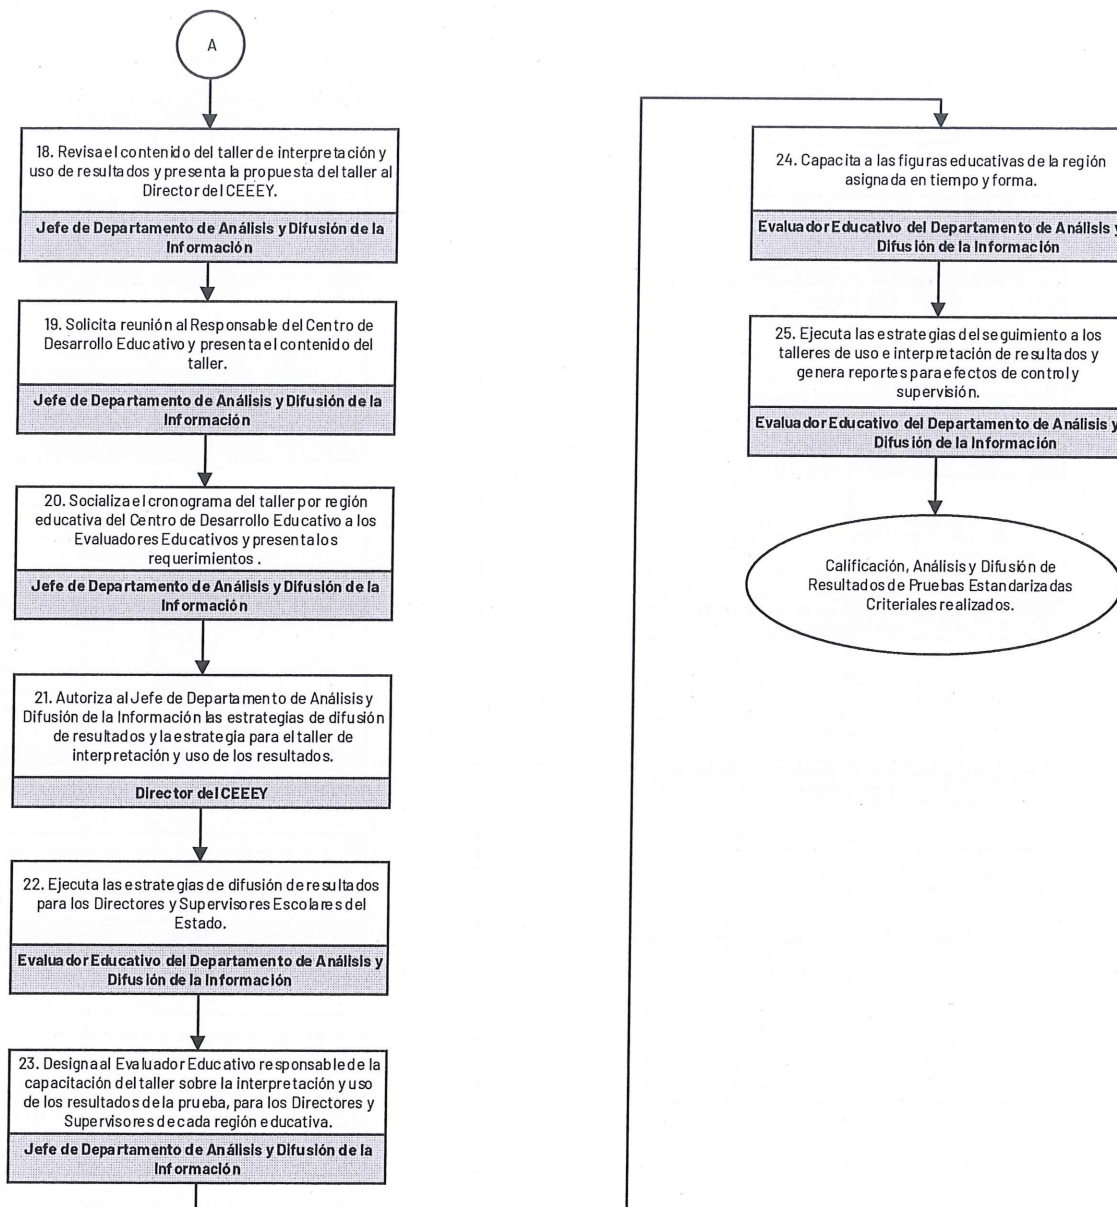 A
18. Revisa el contenido del taller de interpretación y
uso de resultados y presenta la propuesta del taller al
Director del CEEEY.
Jefe de Departamento de Análisis y Difusión de la
Información
19. Solicita reunión al Responsable del Centro de
Desarrollo Educativo y presenta el contenido del
taller.
Jefe de Departamento de Análisis y Difusión de la
Información
20. Socializa el cronograma del taller por región
educativa del Centro de Desarrollo Educativo a los
Evaluadores Educativos y presenta los
requerimientos .
Jefe de Departamento de Análisis y Difusión de la
Información
21. Autoriza al Jefe de Departamento de Análisis y
Difusión de la Información las estrategias de difusión
de resultados y la estrategia para el taller de
interpretación y uso de los resultados.
Director del CEEEY
22. Ejecuta las estrategias de difusión de resultados
para los Directores y Supervisores Escolares del
Estado.
Evaluador Educativo del Departamento de Análisis y
Difusión de la Información
23. Designa al Evaluador Educativo responsable de la
capacitación del taller sobre la interpretación y uso
de los resultados de la prueba, para los Directores y
Supervisores de cada región educativa.
Jefe de Departamento de Análisis y Difusión de la
Información
24. Capacita a las figuras educativas de la región
asignada en tiempo y forma.
Evaluador Educativo del Departamento de Análisis y
Difusión de la Información
25. Ejecuta las estrategias del seguimiento a los
talleres de uso e interpretación de resultados y
genera reportes para efectos de control y
supervisión.
Evaluador Educativo del Departamento de Análisis y
Difusión de la Información
Calificación, Análisis y Difusión de
Resultados de Pruebas Estandarizadas
Criteriales realizados.